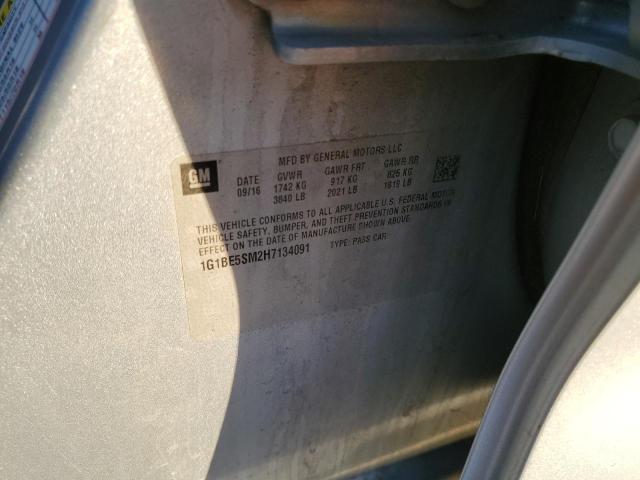 GM
MFD BY GENERAL MOTORS LLC
DATE GVWR GAWR FRT GAWR RR
09/16 1742 KG 917 KG 825 KG
3840 LB 2021 LB 1819 LB
THIS VEHICLE CONFORMS TO ALL APPLICABLE U.S. FEDERAL MOTOR
VEHICLE SAFETY, BUMPER, AND THEFT PREVENTION STANDARDS IN
EFFECT ON THE DATE OF MANUFACTURE SHOWN ABOVE.
1G1BE5SM2H7134091 TYPE: PASS CAR